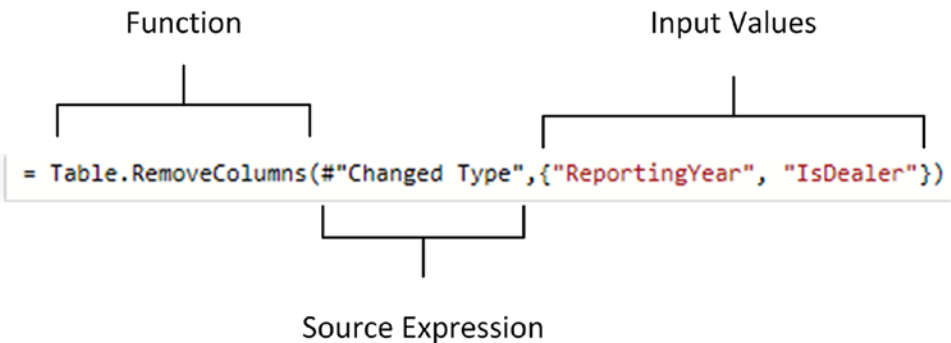 Function
Input Values
= Table.RemoveColumns(#"Changed Type",{"ReportingYear", "IsDealer"})
Source Expression